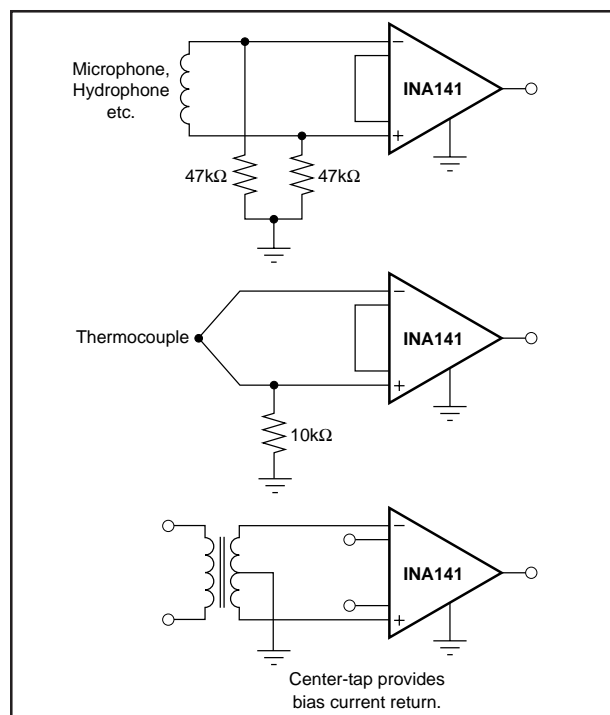 Microphone,
Hydrophone
etc.
−
INA141
+
47kΩ
47kΩ
Thermocouple
−
INA141
+
10kΩ
−
INA141
+
Center-tap provides
bias current return.